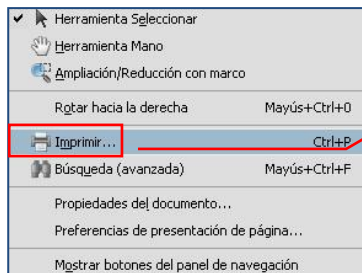 Herramienta Seleccionar
Herramienta Mano
Ampliación/Reducción con marco
Rotar hacia la derecha Mayús+Ctrl+0
Imprimir... Ctrl+P
Búsqueda (avanzada) Mayús+Ctrl+F
Propiedades del documento...
Preferencias de presentación de página...
Mostrar botones del panel de navegación